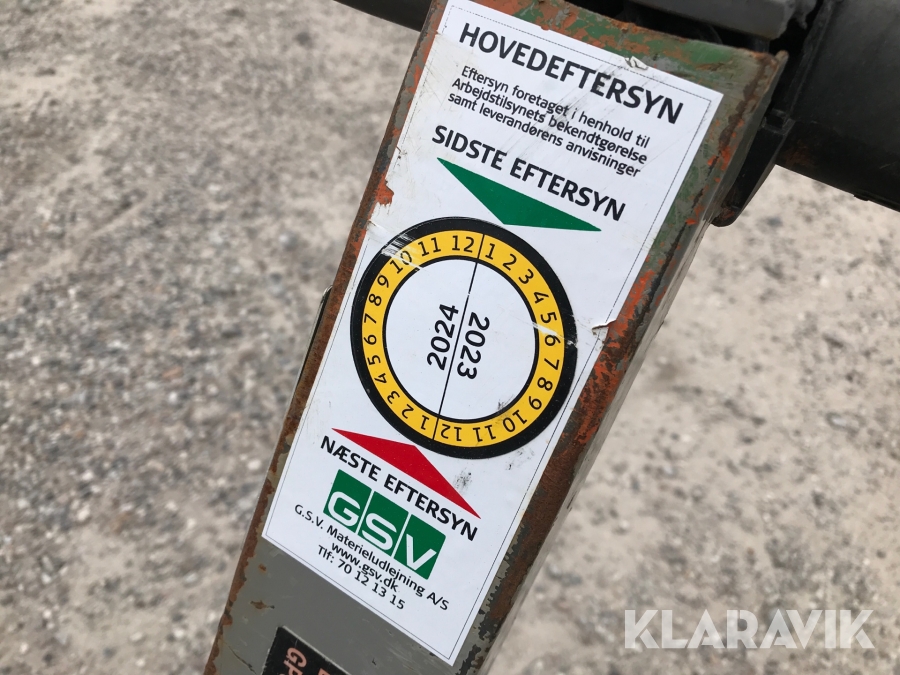 HOVEDEFTERSYN
Eftersyn foretaget i henhold til
Arbejdstilsynets bekendtgørelse
samt leverandørens anvisninger
SIDSTE EFTERSYN
1 2 3 4 5 6 7 8 9 10 11 12
2023
2024
1 2 3 4 5 6 7 8 9 10 11 12
NÆSTE EFTERSYN
GSV
G.S.V. Materieludlejning A/S
www.gsv.dk
Tlf: 70 12 13 15
KLARAVIK